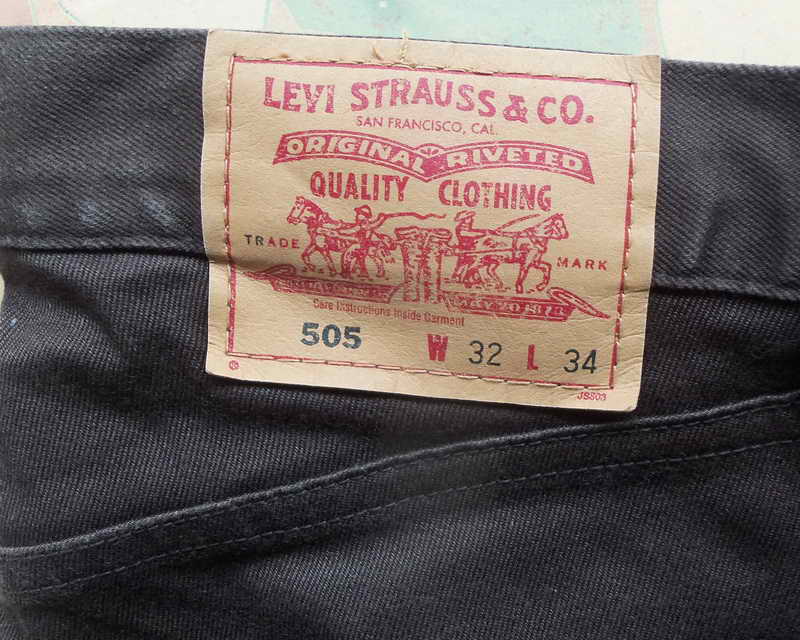 LEVI STRAUSS & CO.
SAN FRANCISCO, CAL.
ORIGINAL RIVETED
QUALITY CLOTHING
TRADE MARK
Care Instructions Inside Garment
505 W 32 L 34
®
JS503